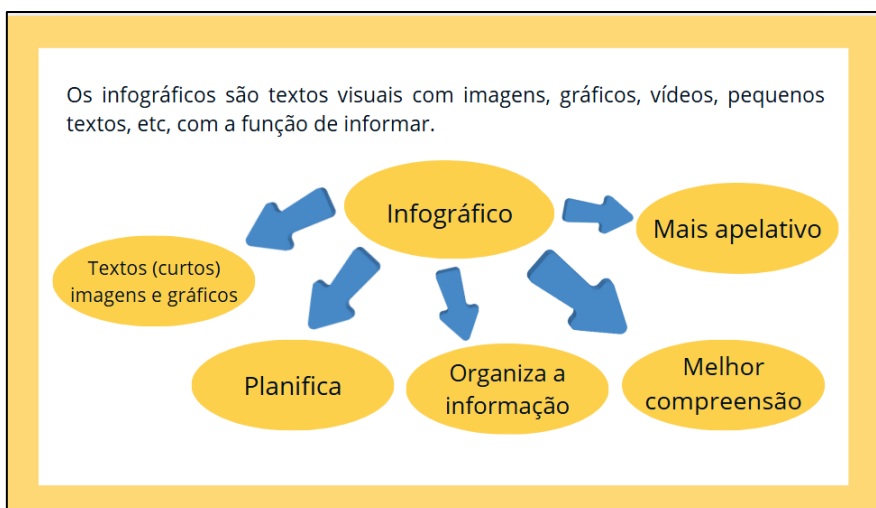 Os infográficos são textos visuais com imagens, gráficos, vídeos, pequenos
textos, etc, com a função de informar.
Infográfico
Mais apelativo
Textos (curtos)
imagens e gráficos
Planifica
Organiza a
informação
Melhor
compreensão